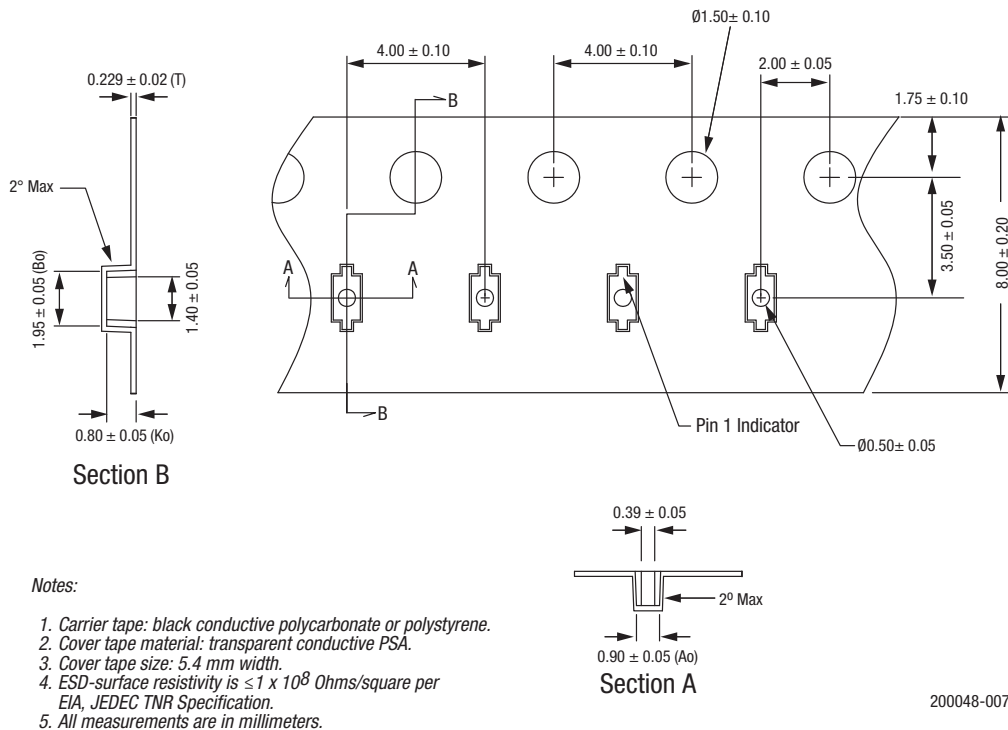 Ø1.50± 0.10
4.00 ± 0.10
4.00 ± 0.10
2.00 ± 0.05
0.229 ± 0.02 (T)
B
1.75 ± 0.10
2° Max
3.50 ± 0.05
8.00 ± 0.20
A
A
1.95 ± 0.05 (Bo)
1.40 ± 0.05
B
Pin 1 Indicator
0.80 ± 0.05 (Ko)
Ø0.50± 0.05
Section B
0.39 ± 0.05
Notes:
2º Max
1. Carrier tape: black conductive polycarbonate or polystyrene.
2. Cover tape material: transparent conductive PSA.
3. Cover tape size: 5.4 mm width.
4. ESD-surface resistivity is ≤1 x 10⁸ Ohms/square per
EIA, JEDEC TNR Specification.
5. All measurements are in millimeters.
0.90 ± 0.05 (Ao)
Section A
200048-007